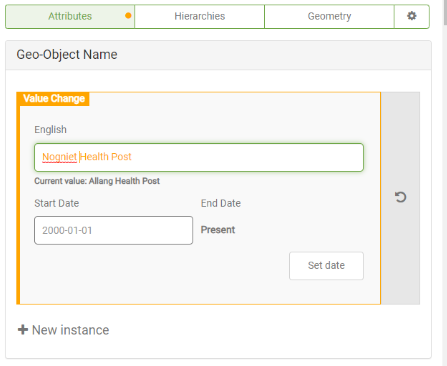 Attributes
Hierarchies
Geometry
Geo-Object Name
Value Change
English
Nogniet Health Post
Current value: Allang Health Post
Start Date
End Date
2000-01-01
Present
Set date
+ New instance